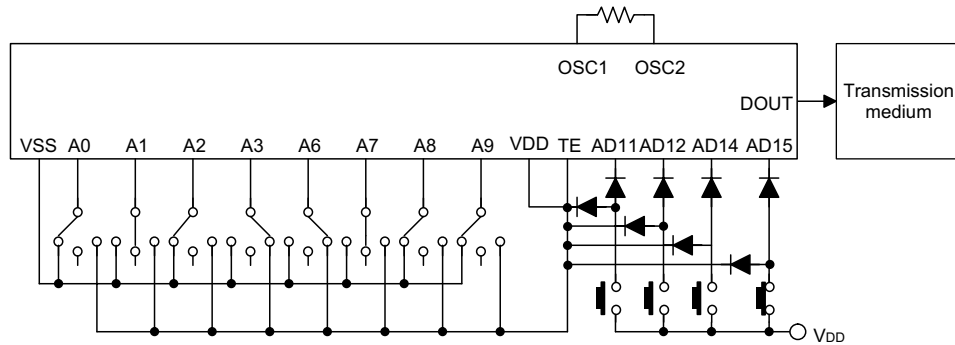 OSC1 OSC2
DOUT
Transmission
medium
VSS A0 A1 A2 A3 A6 A7 A8 A9 VDD TE AD11 AD12 AD14 AD15
VDD